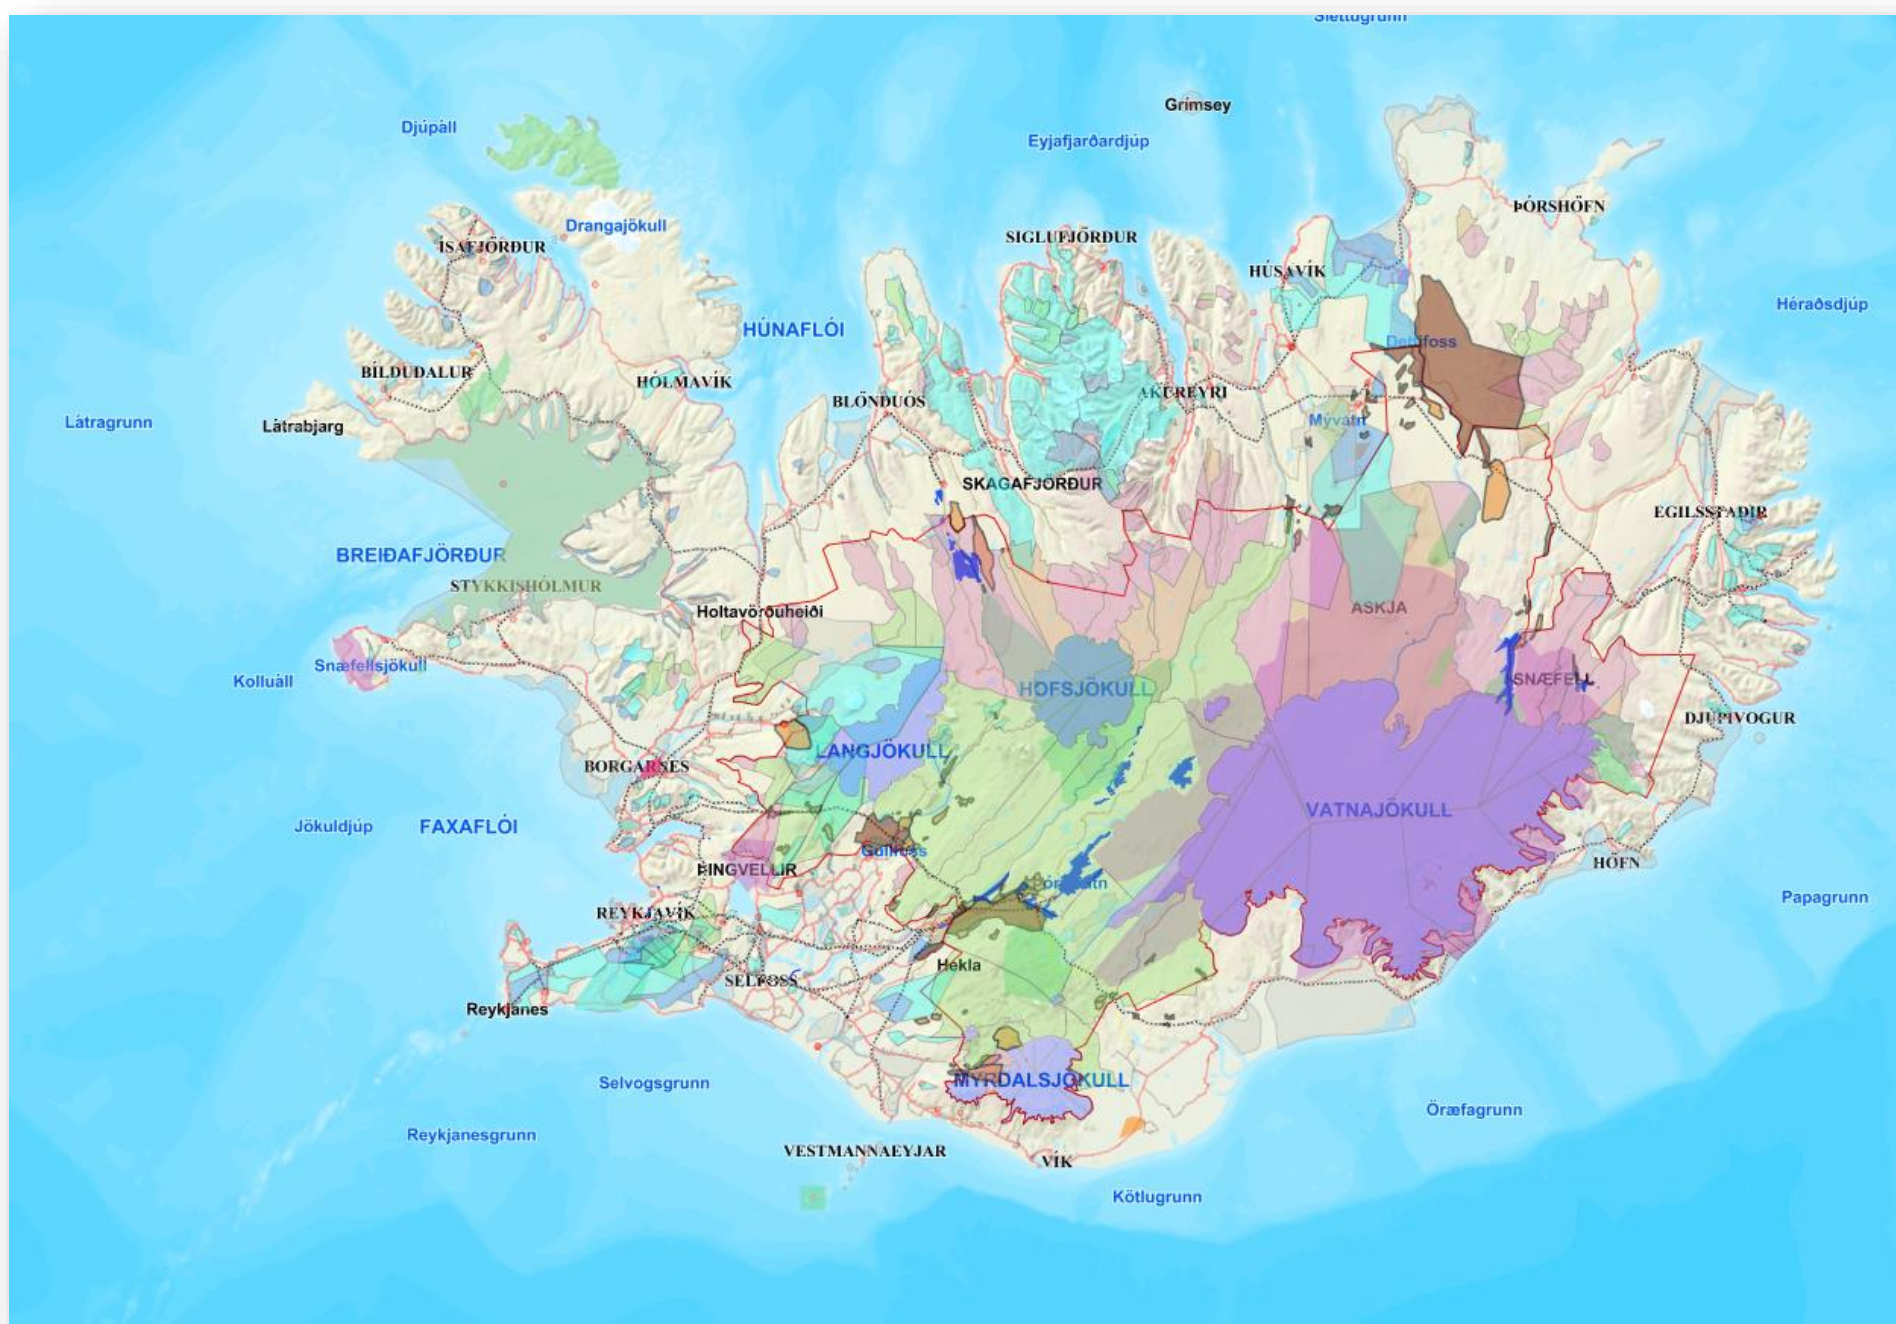 Sléttugrunn
Grímsey
Djúpáll
Eyjafjarðardjúp
ÞÓRSHÖFN
Drangajökull
SIGLUFJÖRÐUR
ÍSAFJÖRÐUR
HÚSAVÍK
Héraðsdjúp
HÚNAFLÓI
Dettifoss
BÍLDUDALUR
HÓLMAVÍK
AKUREYRI
BLÖNDUÓS
Látragrunn
Látrabjarg
Mývatn
SKAGAFJÖRÐUR
EGILSSTAÐIR
BREIÐAFJÖRÐUR
STYKKISHÓLMUR
Holtavörðuheiði
ASKJA
Snæfellsjökull
Kolluáll
HOFSJÖKULL
SNÆFELL
DJÚPIVOGUR
LANGJÖKULL
BORGARNES
VATNAJÖKULL
Jökuldjúp
FAXAFLÓI
Gullfoss
HÖFN
ÞINGVELLIR
Papagrunn
REYKJAVÍK
Hekla
SELFOSS
Reykjanes
MÝRDALSJÖKULL
Selvogsgrunn
Öræfagrunn
Reykjanesgrunn
VESTMANNAEYJAR
VÍK
Kötlugrunn